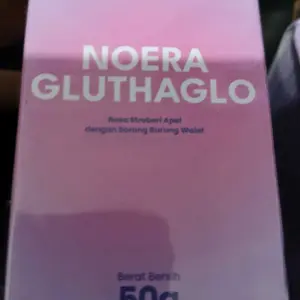 NOERA
GLUTHAGLO
Rasa Stroberi Apel
dengan Sarang Burung Walet
Berat Bersih
50g